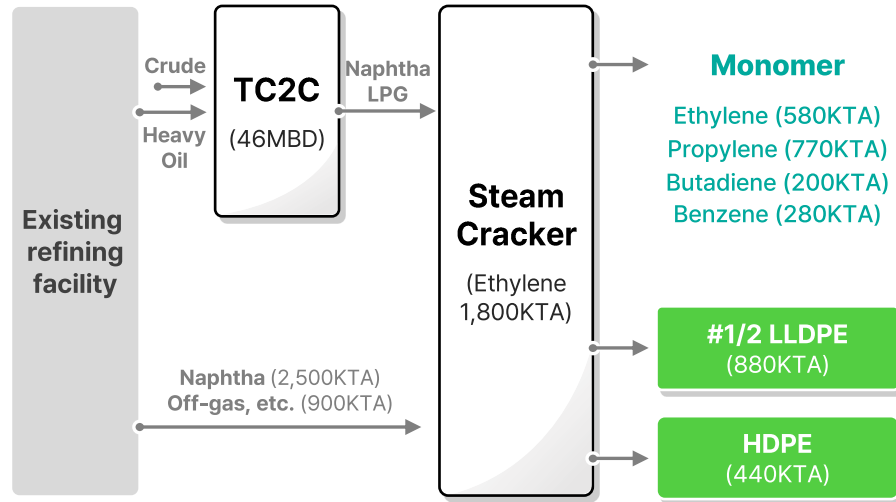 Existing
refining
facility
Crude
Heavy
Oil
TC2C
(46MBD)
Naphtha
LPG
Naphtha (2,500KTA)
Off-gas, etc. (900KTA)
Steam
Cracker
(Ethylene
1,800KTA)
Monomer
Ethylene (580KTA)
Propylene (770KTA)
Butadiene (200KTA)
Benzene (280KTA)
#1/2 LLDPE
(880KTA)
HDPE
(440KTA)